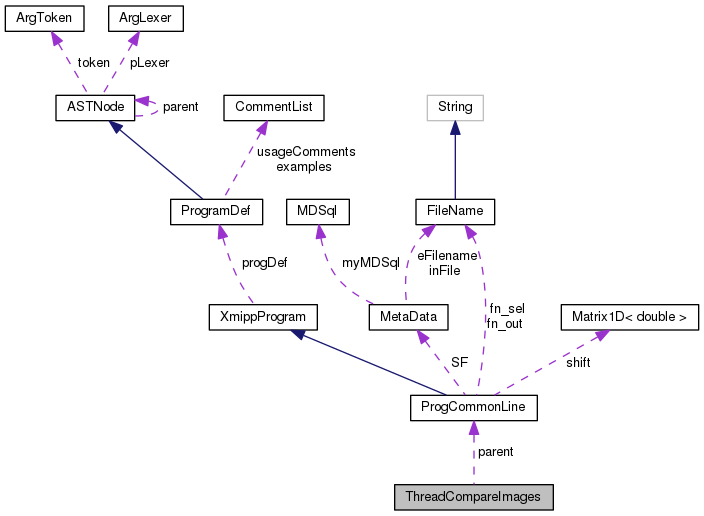 ArgToken
ArgLexer
token
pLexer
ASTNode
parent
CommentList
String
usageComments
examples
ProgramDef
MDSql
FileName
progDef
myMDSql
eFilename
inFile
fn_sel
fn_out
XmippProgram
MetaData
Matrix1D< double >
SF
shift
ProgCommonLine
parent
ThreadCompareImages